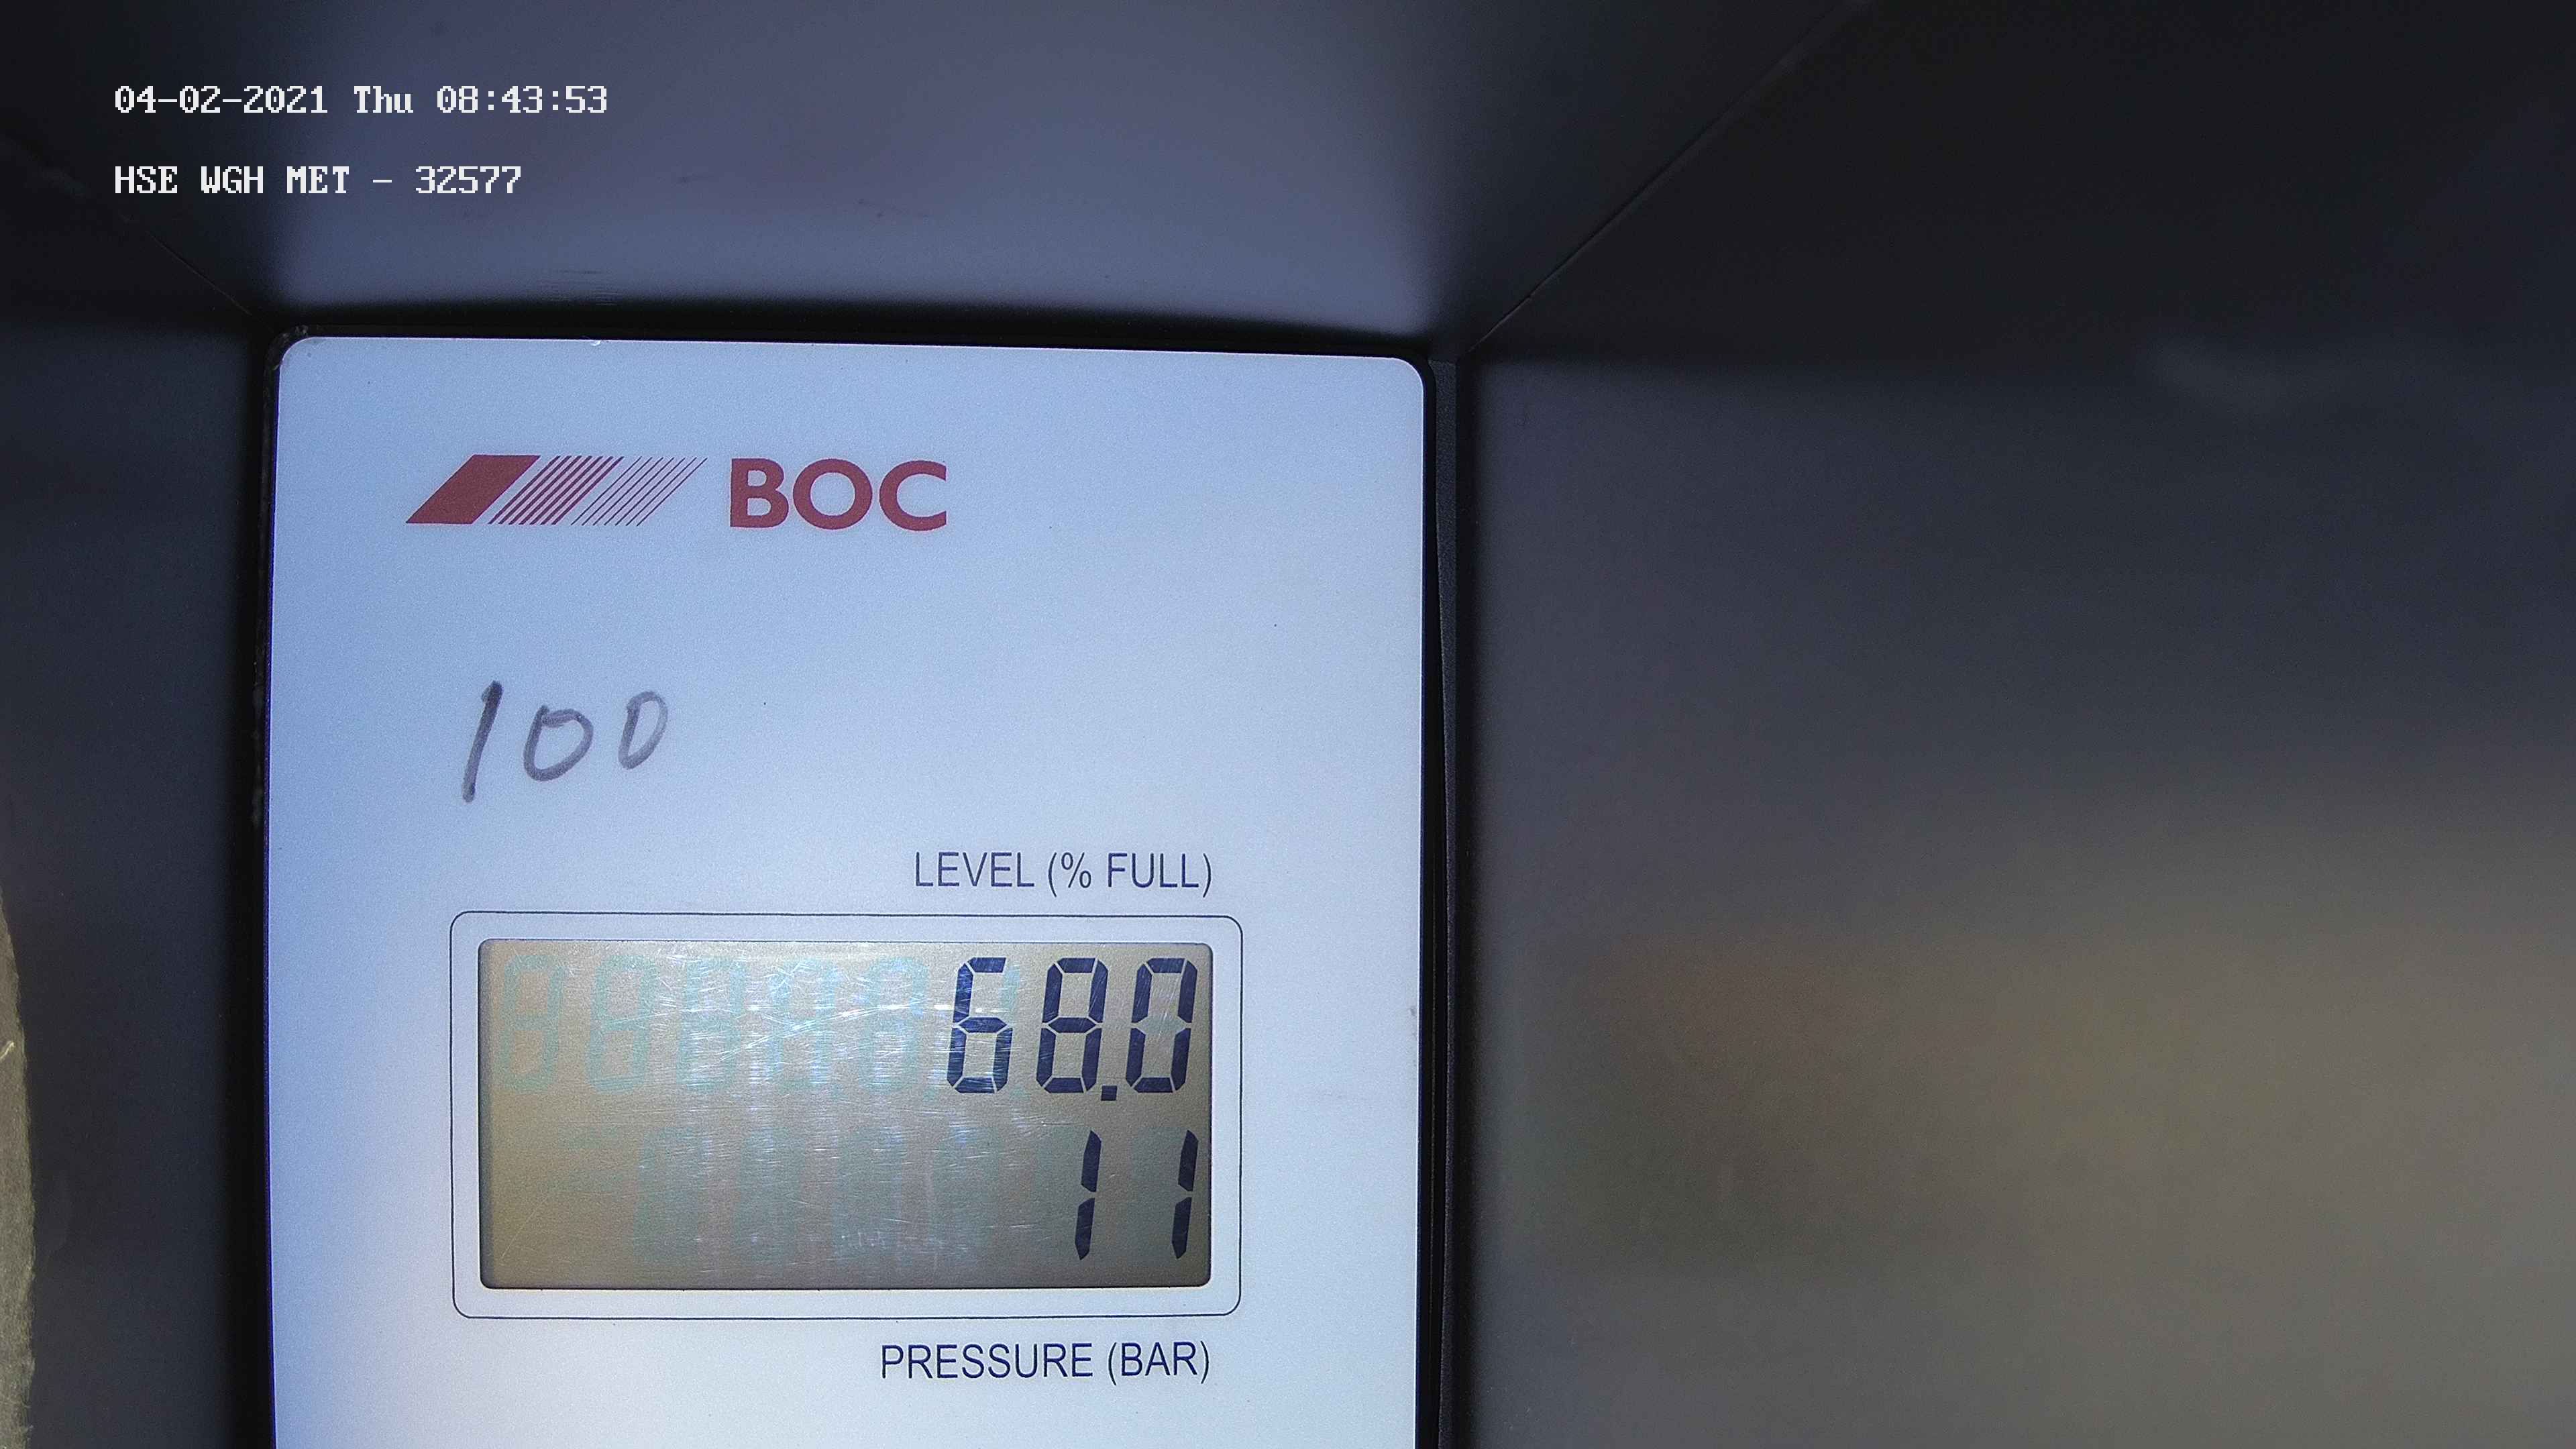 04-02-2021 Thu 08:43:53
HSE WGH MET - 32577
BOC
100
LEVEL (% FULL)
68.0
11
PRESSURE (BAR)